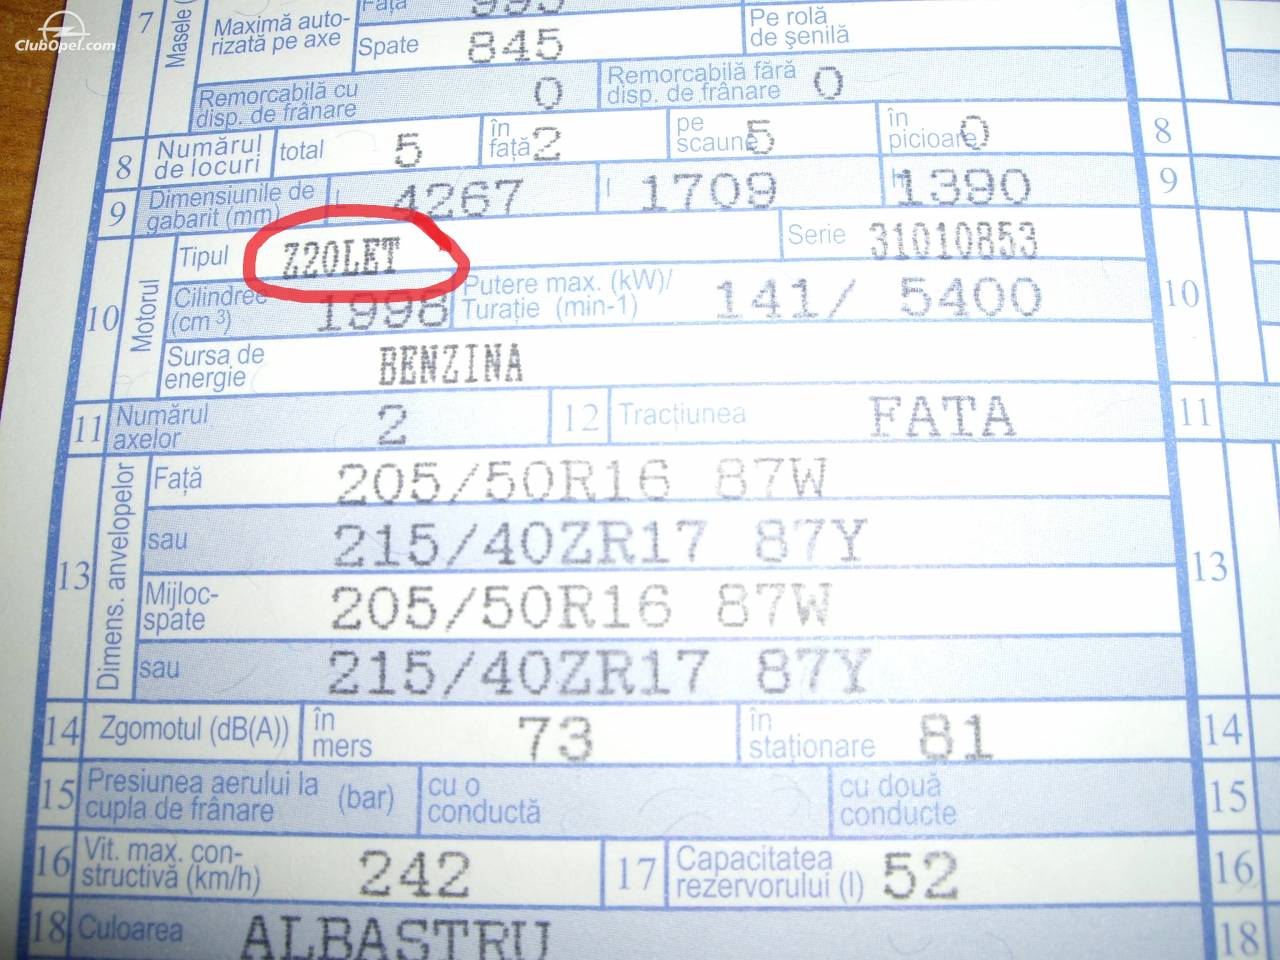 ClubOpel.com
7 Masele Maximă auto- Fața 995 Pe rolă
rizată pe axe Spate 845 de șenilă
Remorcabilă cu 0 Remorcabilă fără 0
disp. de frânare disp. de frânare
8 Numărul total 5 în 2 pe 5 în 0 8
de locuri față scaune picioare
9 Dimensiunile de L 4267 l 1709 h 1390 9
gabarit (mm)
10 Motorul Tipul Z20LET Serie 31010853 10
Cilindree 1998 Putere max. (kW)/ 141/ 5400
(cm³) Turație (min-1)
Sursa de BENZINA
energie
11 Numărul 2 12 Tracțiunea FATA 11
axelor
13 Dimens. anvelopelor Față 205/50R16 87W 13
sau 215/40ZR17 87Y
Mijloc- 205/50R16 87W
spate
sau 215/40ZR17 87Y
14 Zgomotul (dB(A)) în 73 în 81 14
mers staționare
15 Presiunea aerului la (bar) cu o cu două 15
cupla de frânare conductă conducte
16 Vit. max. con- 242 17 Capacitatea 52 16
structivă (km/h) rezervorului (l)
18 Culoarea ALBASTRU 18